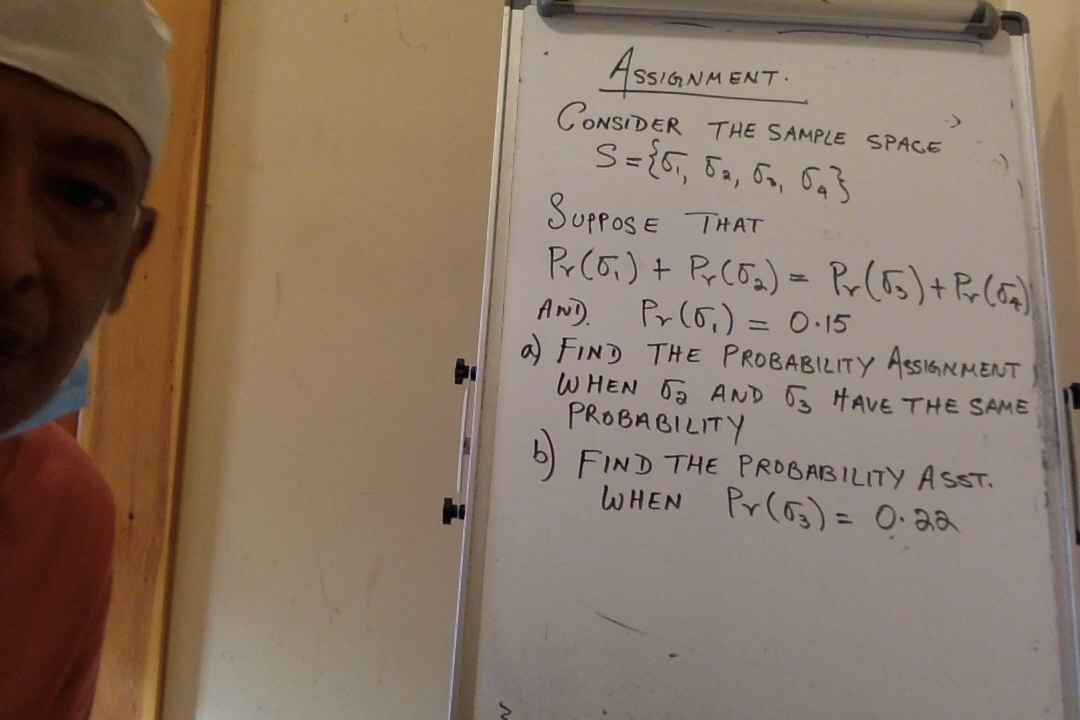 ASSIGNMENT.
CONSIDER THE SAMPLE SPACE
S={σ₁, σ₂, σ₃, σ₄}
SUPPOSE THAT
Pr(σ₁) + Pr(σ₂) = Pr(σ₃)+Pr(σ₄)
AND. Pr(σ₁) = 0.15
a) FIND THE PROBABILITY ASSIGNMENT
WHEN σ₂ AND σ₃ HAVE THE SAME
PROBABILITY
b) FIND THE PROBABILITY ASST.
WHEN Pr(σ₃) = 0.22